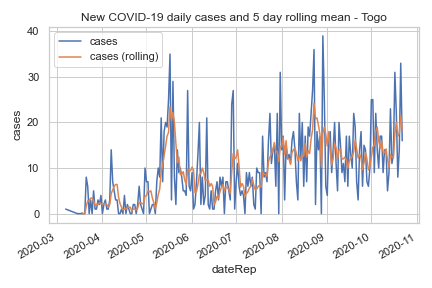 New COVID-19 daily cases and 5 day rolling mean - Togo
cases
cases (rolling)
40
30
20
10
0
cases
2020-03
2020-04
2020-05
2020-06
2020-07
2020-08
2020-09
2020-10
2020-11
dateRep